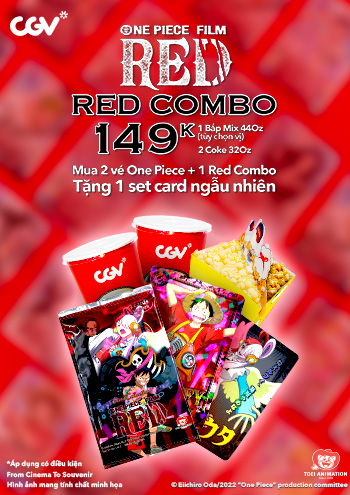 CGV*
ONE PIECE FILM
RED
RED COMBO
149K
1 Bắp Mix 44Oz
(tùy chọn vị)
2 Coke 32Oz
Mua 2 vé One Piece + 1 Red Combo
Tặng 1 set card ngẫu nhiên
CGV*
CGV*
RED
ウタ
*Áp dụng có điều kiện
From Cinema To Souvenir
Hình ảnh mang tính chất minh họa
TOEI ANIMATION
© Eiichiro Oda/2022 "One Piece" production committee